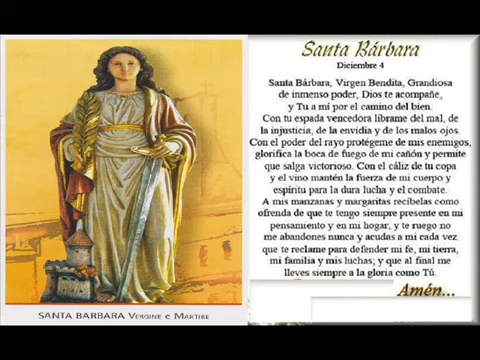 SANTA BARBARA VERGINE e MARTIRE
Santa Bárbara
Diciembre 4
Santa Bárbara, Virgen Bendita, Grandiosa
de inmenso poder, Dios te acompañe,
y Tu a mí por el camino del bien.
Con tu espada vencedora líbrame del mal, de
la injusticia, de la envidia y de los malos ojos.
Con el poder del rayo protégeme de mis enemigos,
glorifica la boca de fuego de mi cañón y permite
que salga victorioso. Con el cáliz de tu copa
y el vino mantén la fuerza de mi cuerpo y
espíritu para la dura lucha y el combate.
A mis manzanas y margaritas recíbelas como
ofrenda de que te tengo siempre presente en mi
pensamiento y en mi hogar, y te ruego no
me abandones nunca y acudas a mi cada vez
que te reclame para defender mi fe, mi tierra,
mi familia y mis luchas; y que al final me
lleves siempre a la gloria como Tú.
Amén...